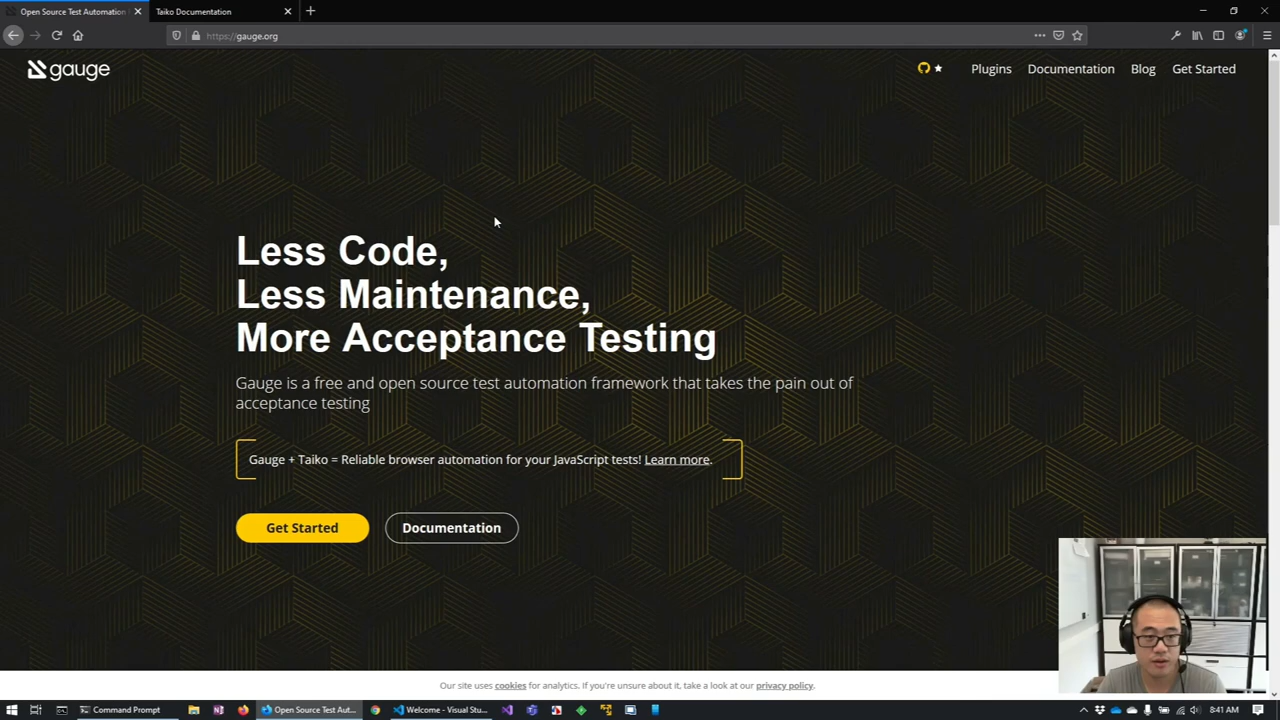 Open Source Test Automation
Taiko Documentation
https://gauge.org
gauge
Plugins
Documentation
Blog
Get Started
Less Code,
Less Maintenance,
More Acceptance Testing
Gauge is a free and open source test automation framework that takes the pain out of
acceptance testing
Gauge + Taiko = Reliable browser automation for your JavaScript tests! Learn more.
Get Started
Documentation
Our site uses cookies for analytics. If you're unsure about it, take a look at our privacy policy.
Command Prompt
Open Source Test Aut...
Welcome - Visual Stu...
8:41 AM